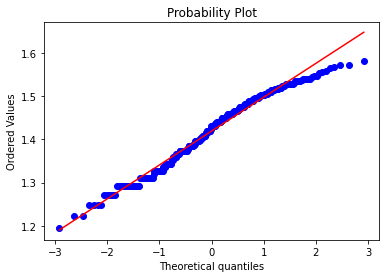 Probability Plot
Ordered Values
1.6
1.5
1.4
1.3
1.2
−3 −2 −1 0 1 2 3
Theoretical quantiles